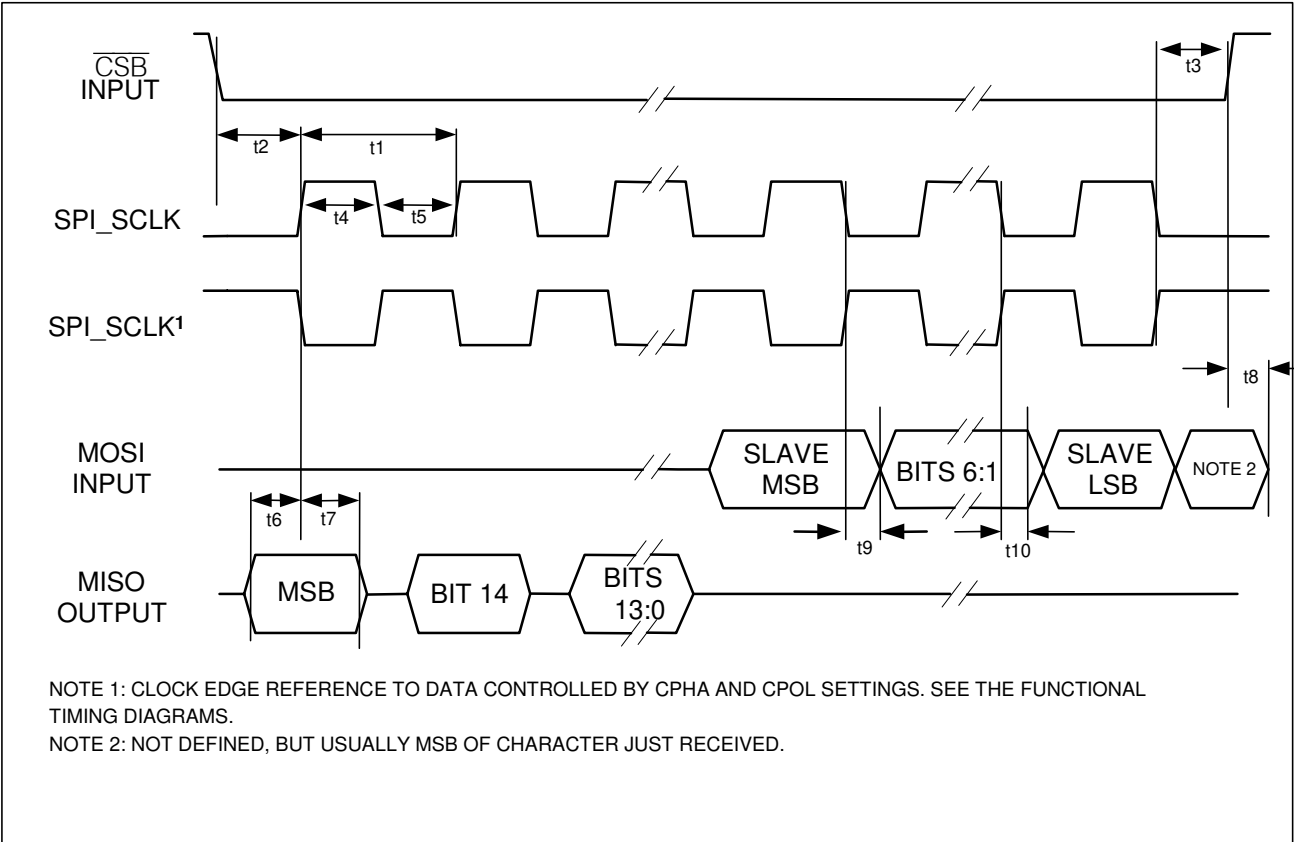 CSB
INPUT
t3
t2
t1
SPI_SCLK
t4
t5
SPI_SCLK¹
t8
MOSI
INPUT
SLAVE
MSB
BITS 6:1
SLAVE
LSB
NOTE 2
t6
t7
t9
t10
MISO
OUTPUT
MSB
BIT 14
BITS
13:0
NOTE 1: CLOCK EDGE REFERENCE TO DATA CONTROLLED BY CPHA AND CPOL SETTINGS. SEE THE FUNCTIONAL
TIMING DIAGRAMS.
NOTE 2: NOT DEFINED, BUT USUALLY MSB OF CHARACTER JUST RECEIVED.